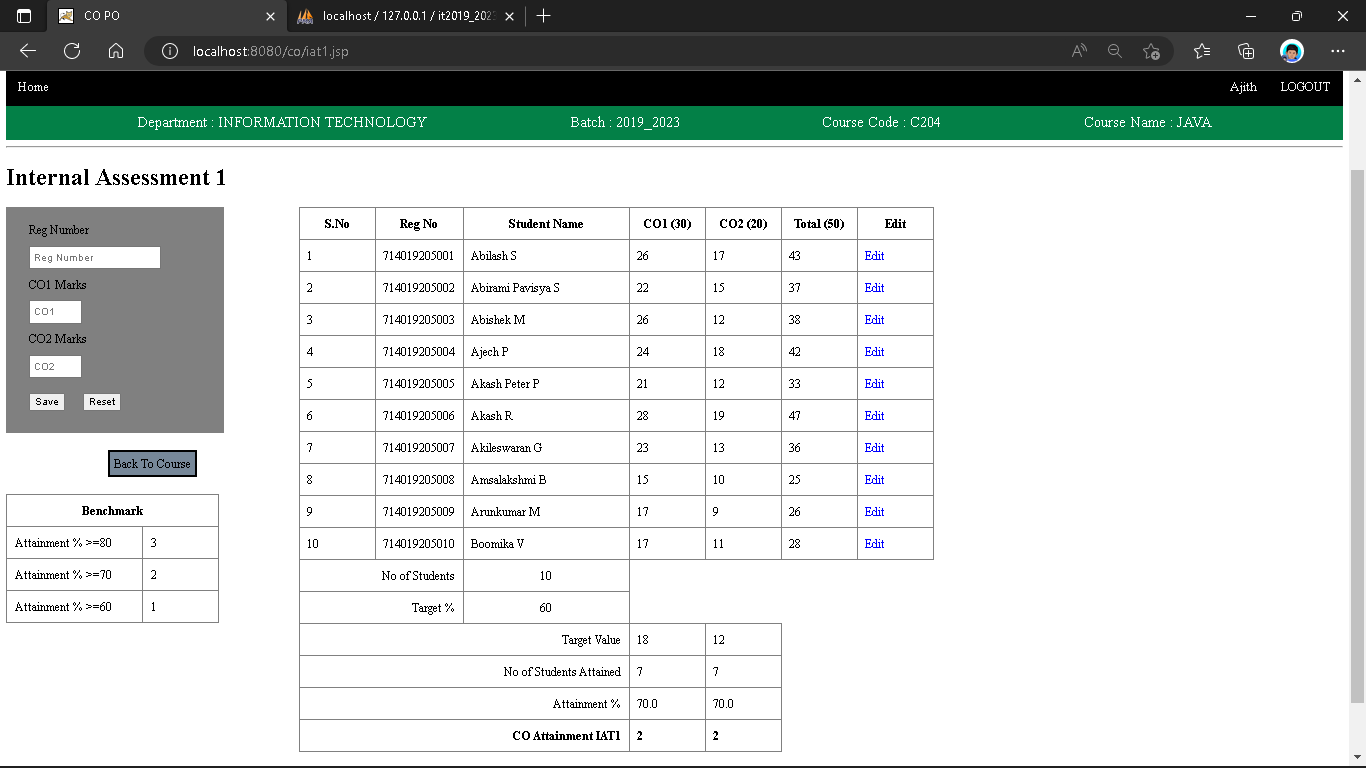 CO PO
localhost / 127.0.0.1 / it2019_202
localhost:8080/co/iat1.jsp
Home Ajith LOGOUT
Department : INFORMATION TECHNOLOGY Batch : 2019_2023 Course Code : C204 Course Name : JAVA
Internal Assessment 1
Reg Number
Reg Number
CO1 Marks
CO1
CO2 Marks
CO2
Save Reset
Back To Course
Benchmark
Attainment % >=80 3
Attainment % >=70 2
Attainment % >=60 1
S.No Reg No Student Name CO1 (30) CO2 (20) Total (50) Edit
1 714019205001 Abilash S 26 17 43 Edit
2 714019205002 Abirami Pavisya S 22 15 37 Edit
3 714019205003 Abishek M 26 12 38 Edit
4 714019205004 Ajech P 24 18 42 Edit
5 714019205005 Akash Peter P 21 12 33 Edit
6 714019205006 Akash R 28 19 47 Edit
7 714019205007 Akileswaran G 23 13 36 Edit
8 714019205008 Amsalakshmi B 15 10 25 Edit
9 714019205009 Arunkumar M 17 9 26 Edit
10 714019205010 Boomika V 17 11 28 Edit
No of Students 10
Target % 60
Target Value 18 12
No of Students Attained 7 7
Attainment % 70.0 70.0
CO Attainment IAT1 2 2